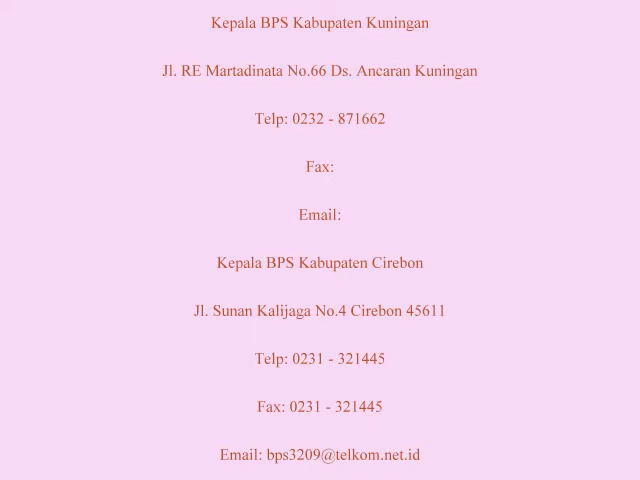 Kepala BPS Kabupaten Kuningan
Jl. RE Martadinata No.66 Ds. Ancaran Kuningan
Telp: 0232 - 871662
Fax:
Email:
Kepala BPS Kabupaten Cirebon
Jl. Sunan Kalijaga No.4 Cirebon 45611
Telp: 0231 - 321445
Fax: 0231 - 321445
Email: bps3209@telkom.net.id